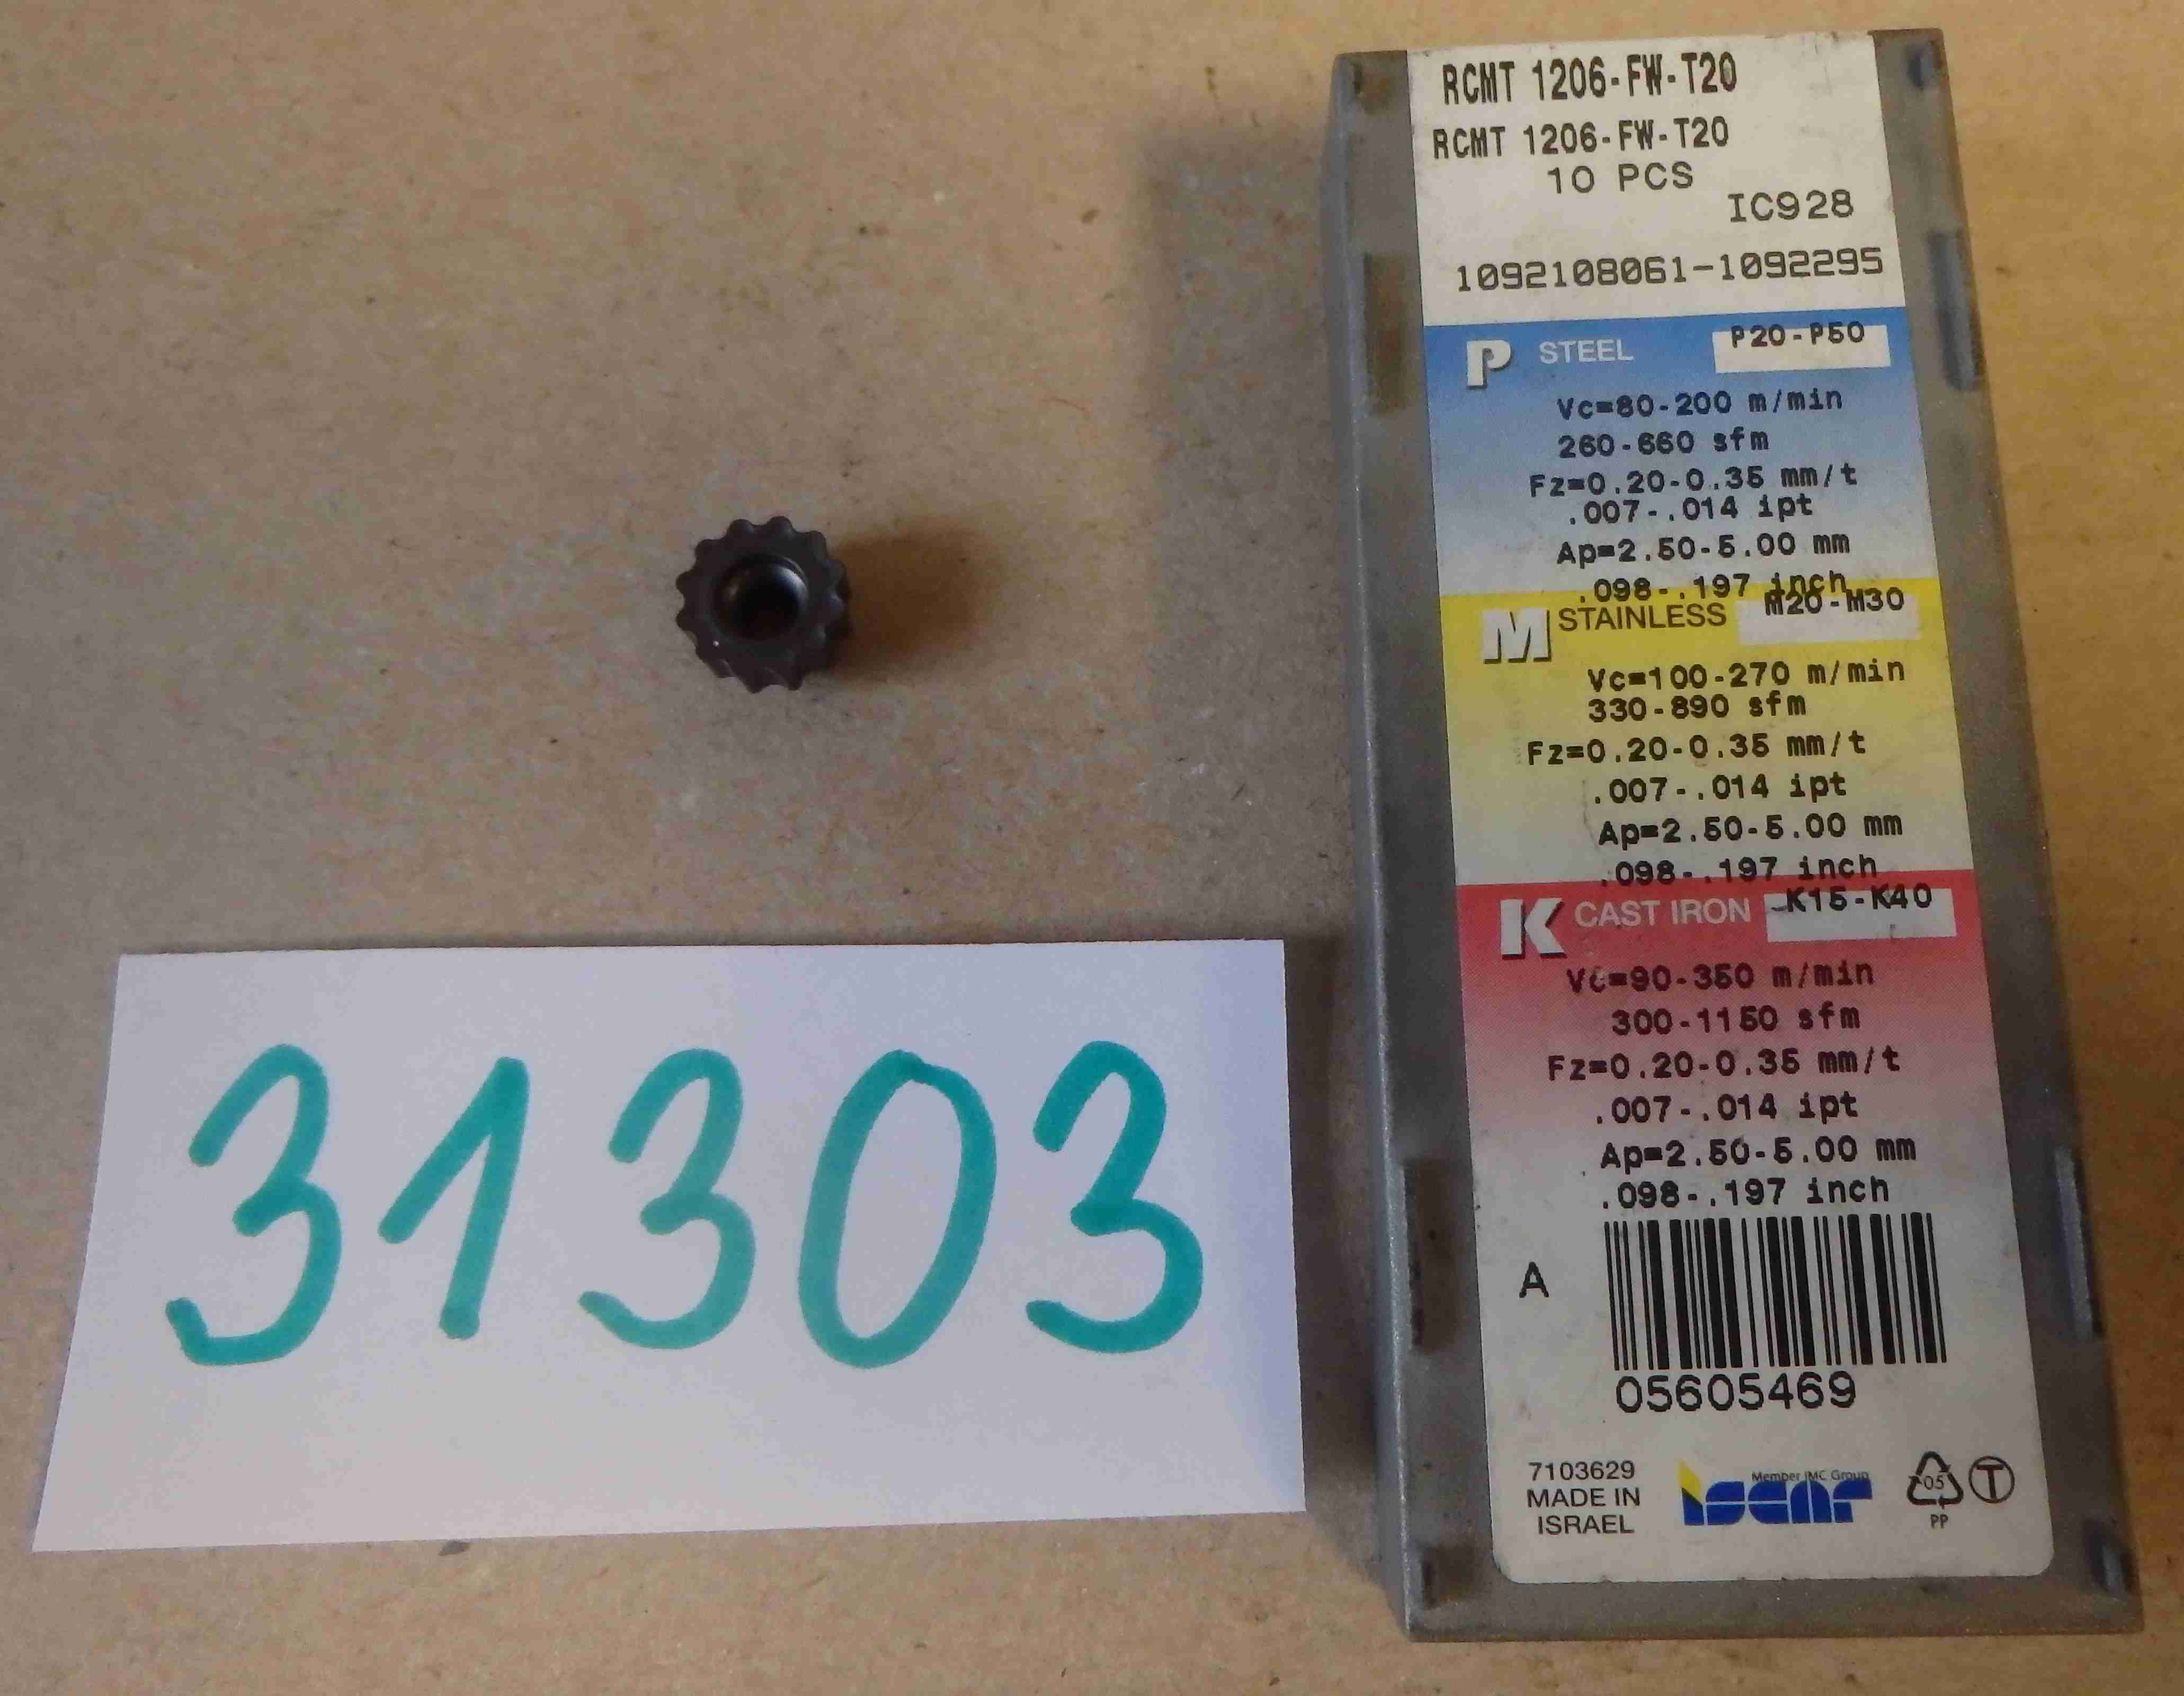 RCMT 1206-FW-T20
RCMT 1206-FW-T20
10 PCS
IC928
1092108061-1092295
P STEEL P20-P50
Vc=80-200 m/min
260-660 sfm
Fz=0.20-0.35 mm/t
.007-.014 ipt
Ap=2.50-5.00 mm
.098-.197 inch
M STAINLESS M20-M30
Vc=100-270 m/min
330-890 sfm
Fz=0.20-0.35 mm/t
.007-.014 ipt
Ap=2.50-5.00 mm
.098-.197 inch
K CAST IRON K15-K40
Vc=90-350 m/min
300-1150 sfm
Fz=0.20-0.35 mm/t
.007-.014 ipt
Ap=2.50-5.00 mm
.098-.197 inch
A
05605469
7103629
MADE IN
ISRAEL
Member IMC Group
iscar
05
PP
T
31303